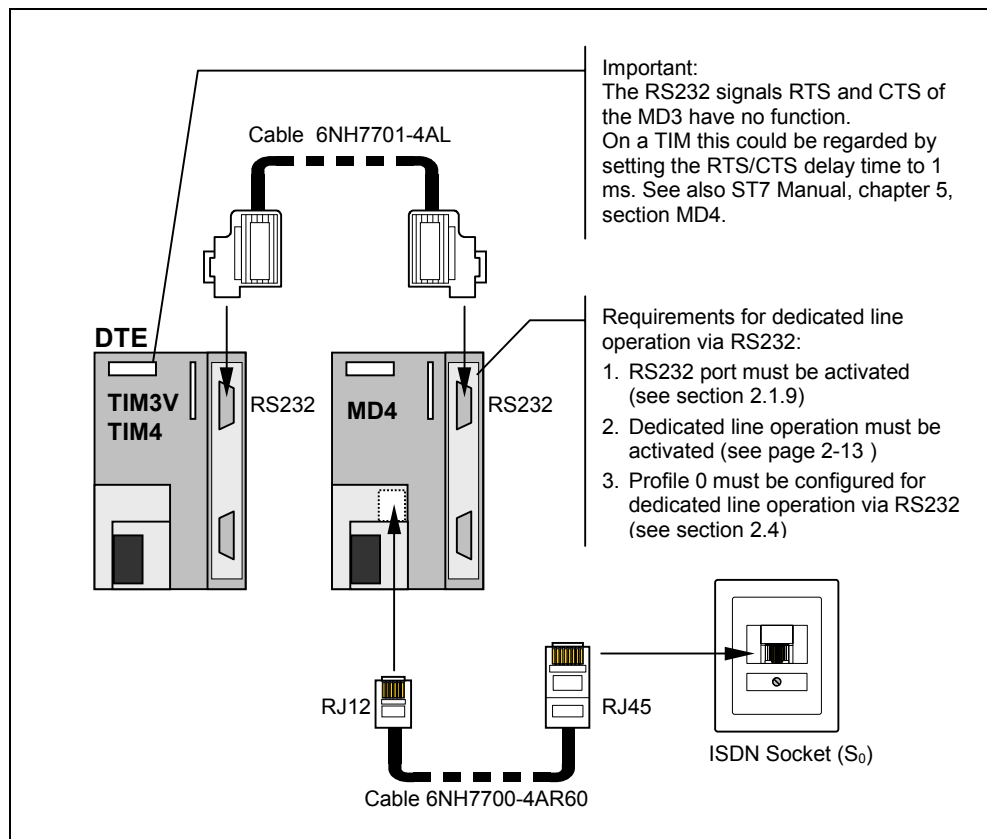 Important:
The RS232 signals RTS and CTS of
the MD3 have no function.
On a TIM this could be regarded by
setting the RTS/CTS delay time to 1
ms. See also ST7 Manual, chapter 5,
section MD4.
Cable 6NH7701-4AL
DTE
TIM3V
TIM4
RS232
MD4
RS232
Requirements for dedicated line
operation via RS232:
1. RS232 port must be activated
(see section 2.1.9)
2. Dedicated line operation must be
activated (see page 2-13 )
3. Profile 0 must be configured for
dedicated line operation via RS232
(see section 2.4)
RJ12
RJ45
ISDN Socket (S₀)
Cable 6NH7700-4AR60